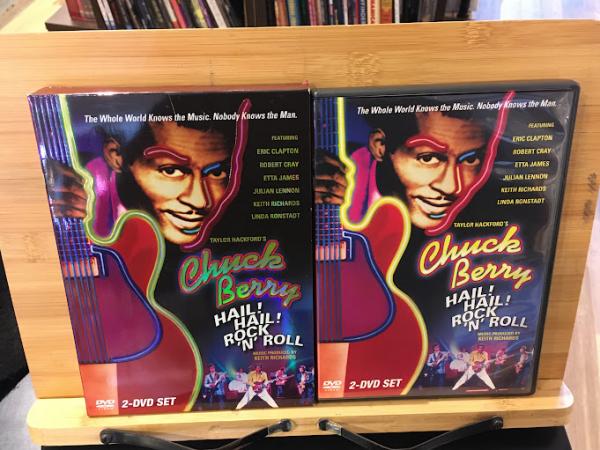 The Whole World Knows the Music. Nobody Knows the Man.
FEATURING
ERIC CLAPTON
ROBERT CRAY
ETTA JAMES
JULIAN LENNON
KEITH RICHARDS
LINDA RONSTADT
TAYLOR HACKFORD'S
Chuck
Berry
HAIL!
HAIL!
ROCK
'N' ROLL
MUSIC PRODUCED BY
KEITH RICHARDS
DVD
VIDEO
2-DVD SET
The Whole World Knows the Music. Nobody Knows the Man.
FEATURING
ERIC CLAPTON
ROBERT CRAY
ETTA JAMES
JULIAN LENNON
KEITH RICHARDS
LINDA RONSTADT
TAYLOR HACKFORD'S
Chuck
Berry
HAIL!
HAIL!
ROCK
'N' ROLL
MUSIC PRODUCED BY
KEITH RICHARDS
DVD
VIDEO
2-DVD SET